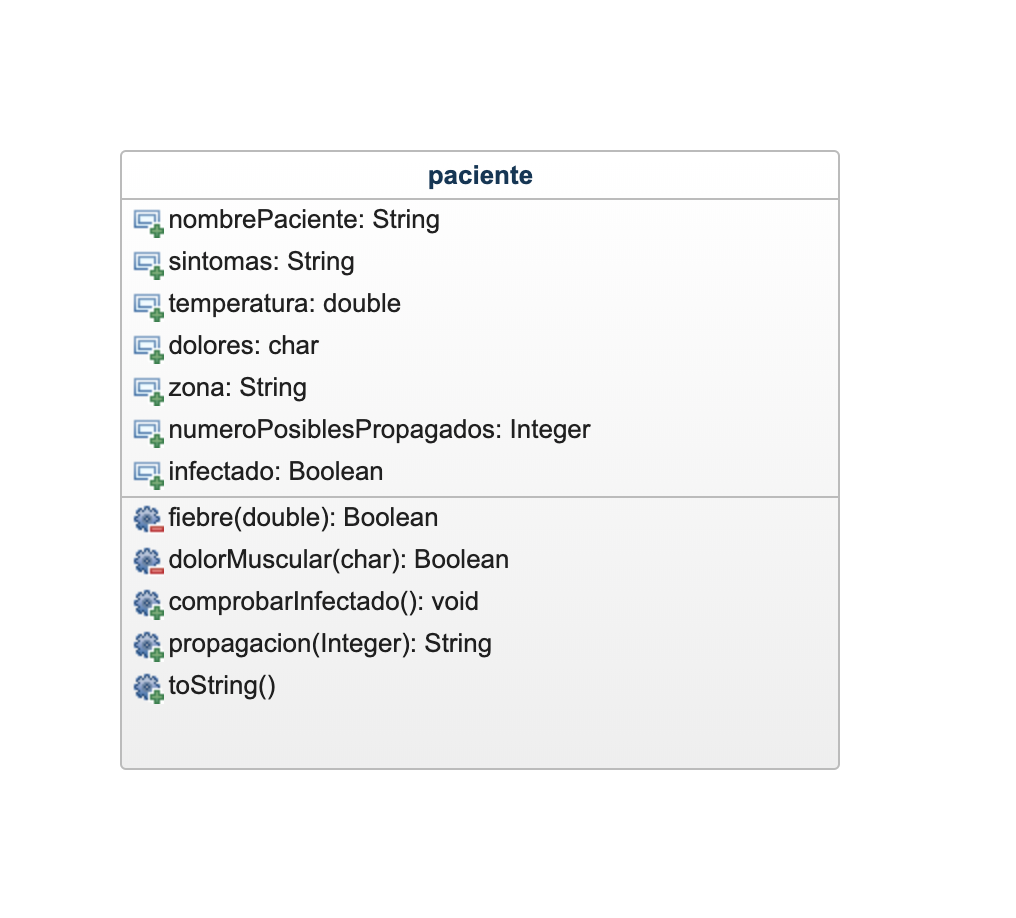 paciente
nombrePaciente: String
sintomas: String
temperatura: double
dolores: char
zona: String
numeroPosiblesPropagados: Integer
infectado: Boolean
fiebre(double): Boolean
dolorMuscular(char): Boolean
comprobarInfectado(): void
propagacion(Integer): String
toString()